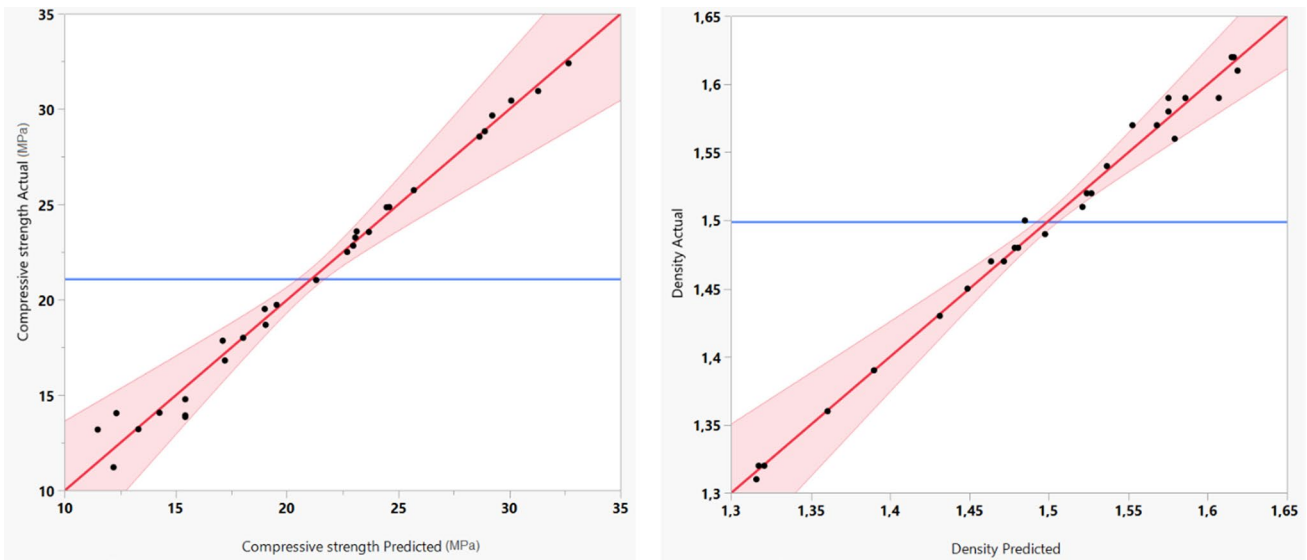 35
30
25
20
15
10
Compressive strength Actual (MPa)
10 15 20 25 30 35
Compressive strength Predicted (MPa)
1,65
1,6
1,55
1,5
1,45
1,4
1,35
1,3
Density Actual
1,3 1,35 1,4 1,45 1,5 1,55 1,6 1,65
Density Predicted